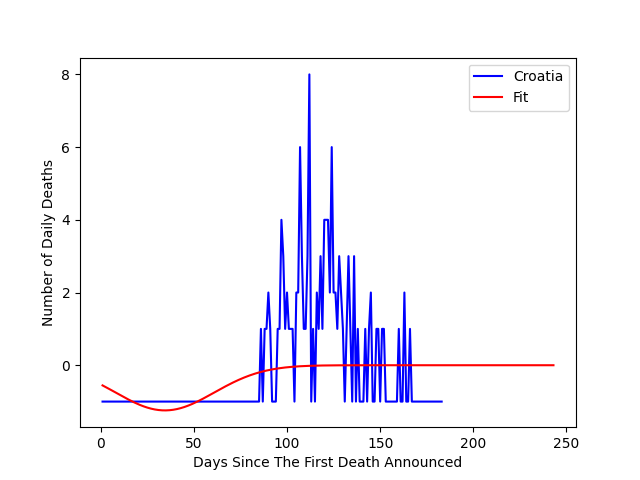 Croatia
Fit
8
6
4
2
0
Number of Daily Deaths
0 50 100 150 200 250
Days Since The First Death Announced